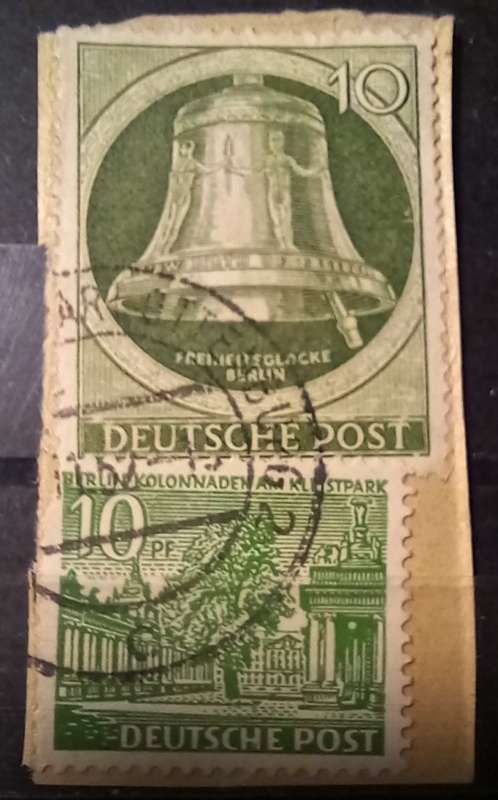 10
FREIHEITSGLOCKE
BERLIN
DEUTSCHE POST
BERLIN KOLONNADEN AM KLEISTPARK
10 PF
DEUTSCHE POST